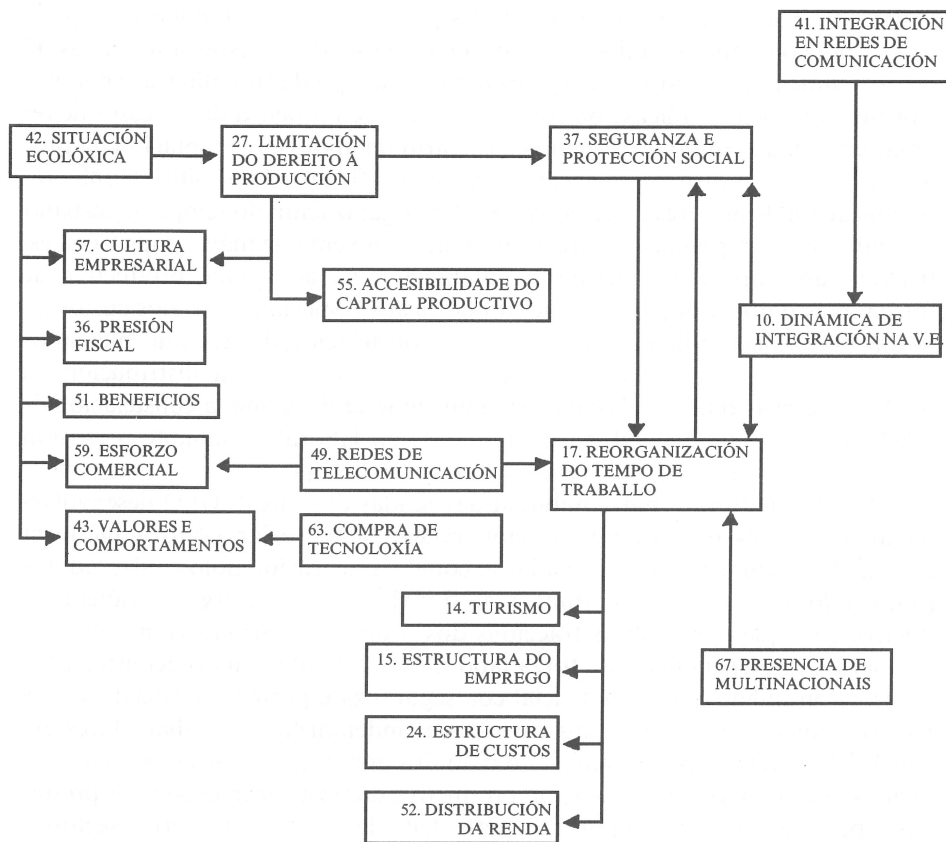 41. INTEGRACIÓN
EN REDES DE
COMUNICACIÓN
42. SITUACIÓN
ECOLÓXICA
27. LIMITACIÓN
DO DEREITO Á
PRODUCCIÓN
37. SEGURANZA E
PROTECCIÓN SOCIAL
57. CULTURA
EMPRESARIAL
55. ACCESIBILIDADE DO
CAPITAL PRODUCTIVO
10. DINÁMICA DE
INTEGRACIÓN NA V.E.
36. PRESIÓN
FISCAL
51. BENEFICIOS
59. ESFORZO
COMERCIAL
49. REDES DE
TELECOMUNICACIÓN
17. REORGANIZACIÓN
DO TEMPO DE
TRABALLO
43. VALORES E
COMPORTAMENTOS
63. COMPRA DE
TECNOLOXÍA
14. TURISMO
15. ESTRUCTURA DO
EMPREGO
67. PRESENCIA DE
MULTINACIONAIS
24. ESTRUCTURA
DE CUSTOS
52. DISTRIBUCIÓN
DA RENDA